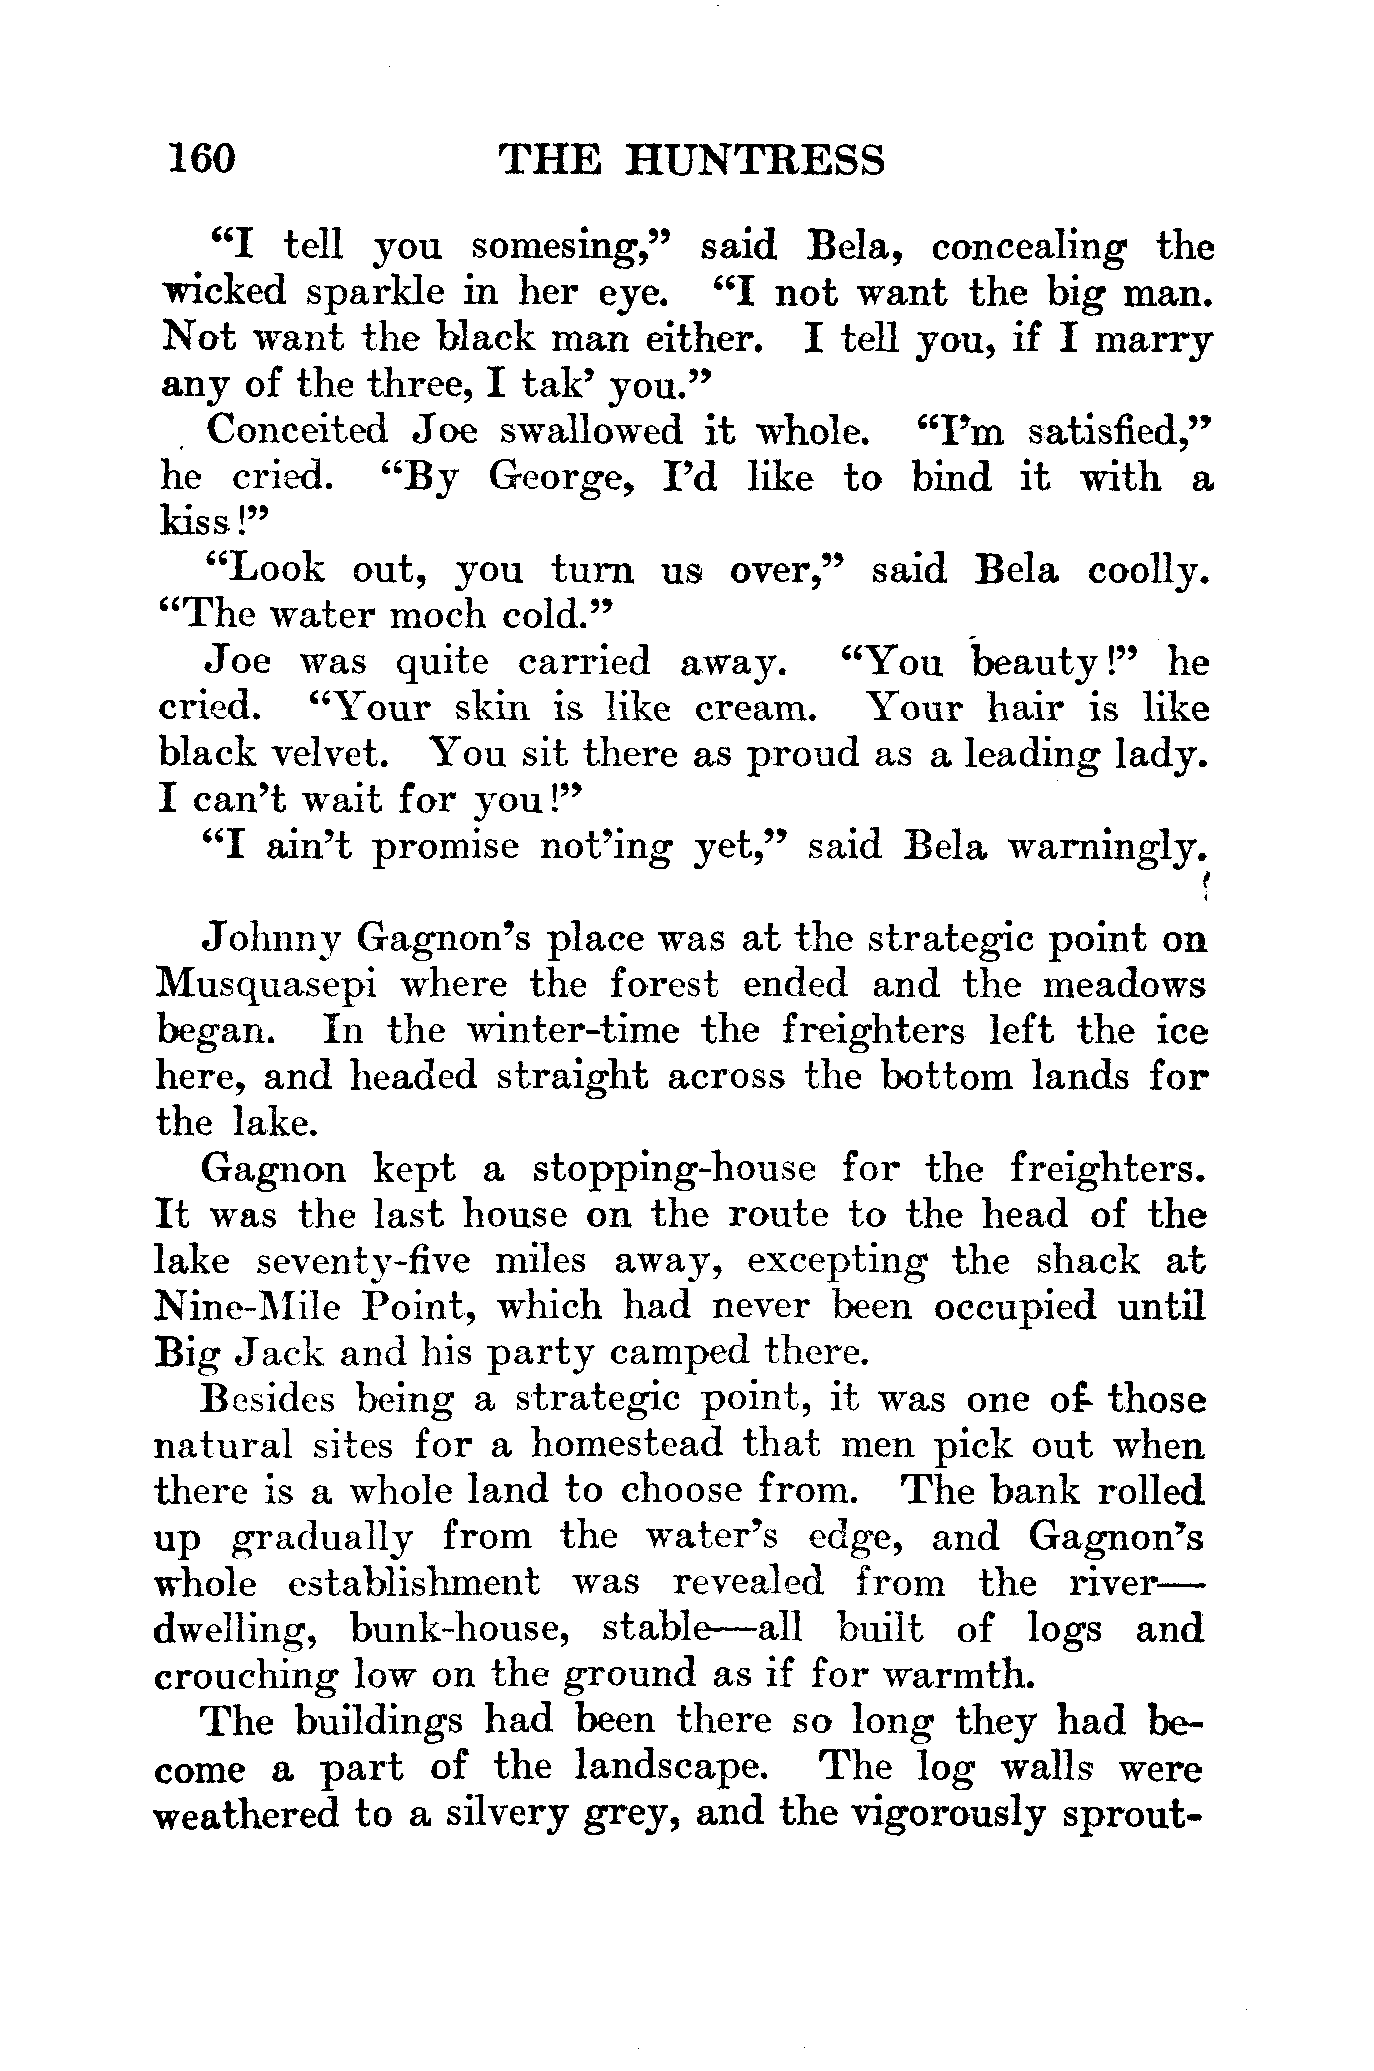 160 THE HUNTRESS
“I tell you somesing,” said Bela, concealing the
wicked sparkle in her eye. “I not want the big man.
Not want the black man either. I tell you, if I marry
any of the three, I tak’ you.”
Conceited Joe swallowed it whole. “I’m satisfied,”
he cried. “By George, I’d like to bind it with a
kiss!”
“Look out, you turn us over,” said Bela coolly.
“The water moch cold.”
Joe was quite carried away. “You beauty!” he
cried. “Your skin is like cream. Your hair is like
black velvet. You sit there as proud as a leading lady.
I can’t wait for you!”
“I ain’t promise not’ing yet,” said Bela warningly.
Johnny Gagnon’s place was at the strategic point on
Musquasepi where the forest ended and the meadows
began. In the winter-time the freighters left the ice
here, and headed straight across the bottom lands for
the lake.
Gagnon kept a stopping-house for the freighters.
It was the last house on the route to the head of the
lake seventy-five miles away, excepting the shack at
Nine-Mile Point, which had never been occupied until
Big Jack and his party camped there.
Besides being a strategic point, it was one of those
natural sites for a homestead that men pick out when
there is a whole land to choose from. The bank rolled
up gradually from the water’s edge, and Gagnon’s
whole establishment was revealed from the river—
dwelling, bunk-house, stable—all built of logs and
crouching low on the ground as if for warmth.
The buildings had been there so long they had be-
come a part of the landscape. The log walls were
weathered to a silvery grey, and the vigorously sprout-